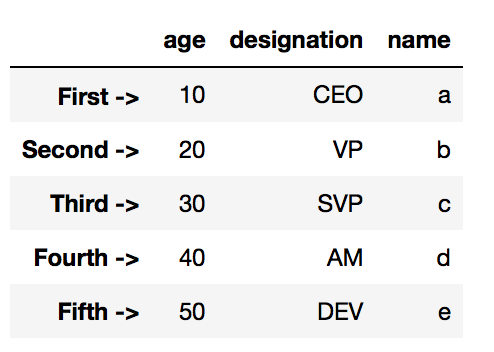 age designation name
First -> 10 CEO a
Second -> 20 VP b
Third -> 30 SVP c
Fourth -> 40 AM d
Fifth -> 50 DEV e